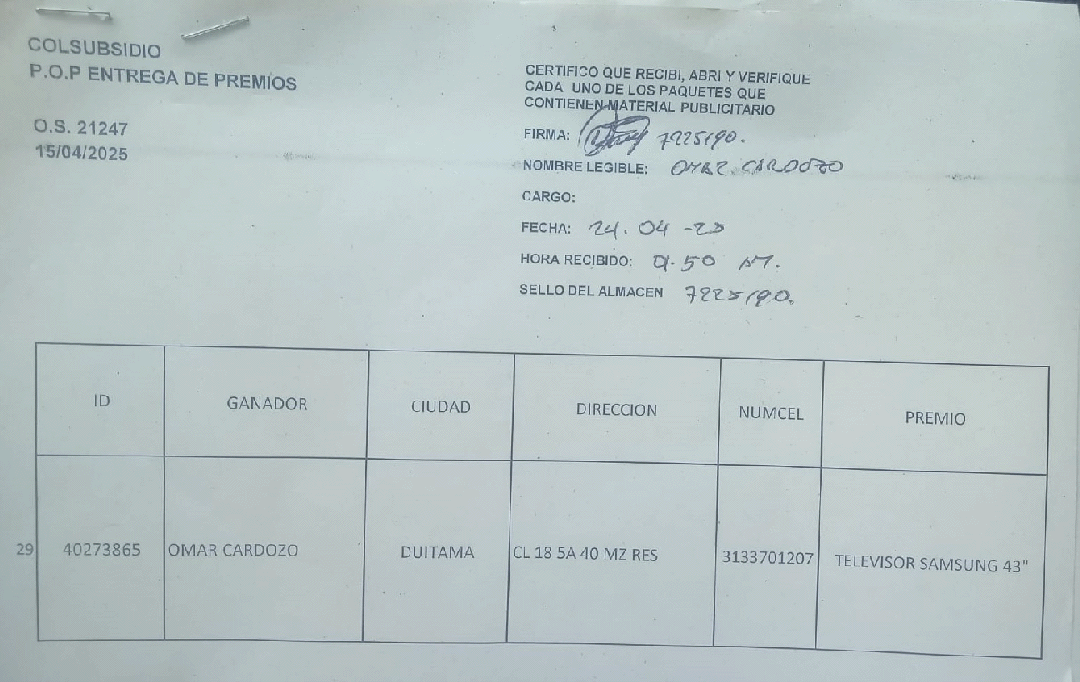 COLSUBSIDIO
P.O.P ENTREGA DE PREMIOS
O.S. 21247
15/04/2025
CERTIFICO QUE RECIBI, ABRI Y VERIFIQUE
CADA UNO DE LOS PAQUETES QUE
CONTIENEN MATERIAL PUBLICITARIO
FIRMA: 7225190.
NOMBRE LEGIBLE: OMAR CARDOZO
CARGO:
FECHA: 24. 04
HORA RECIBIDO: 9.50 AM.
SELLO DEL ALMACEN 7225190.
ID GANADOR CIUDAD DIRECCION NUMCEL PREMIO
29 40273865 OMAR CARDOZO DUITAMA CL 18 5A 40 MZ RES 3133701207 TELEVISOR SAMSUNG 43"